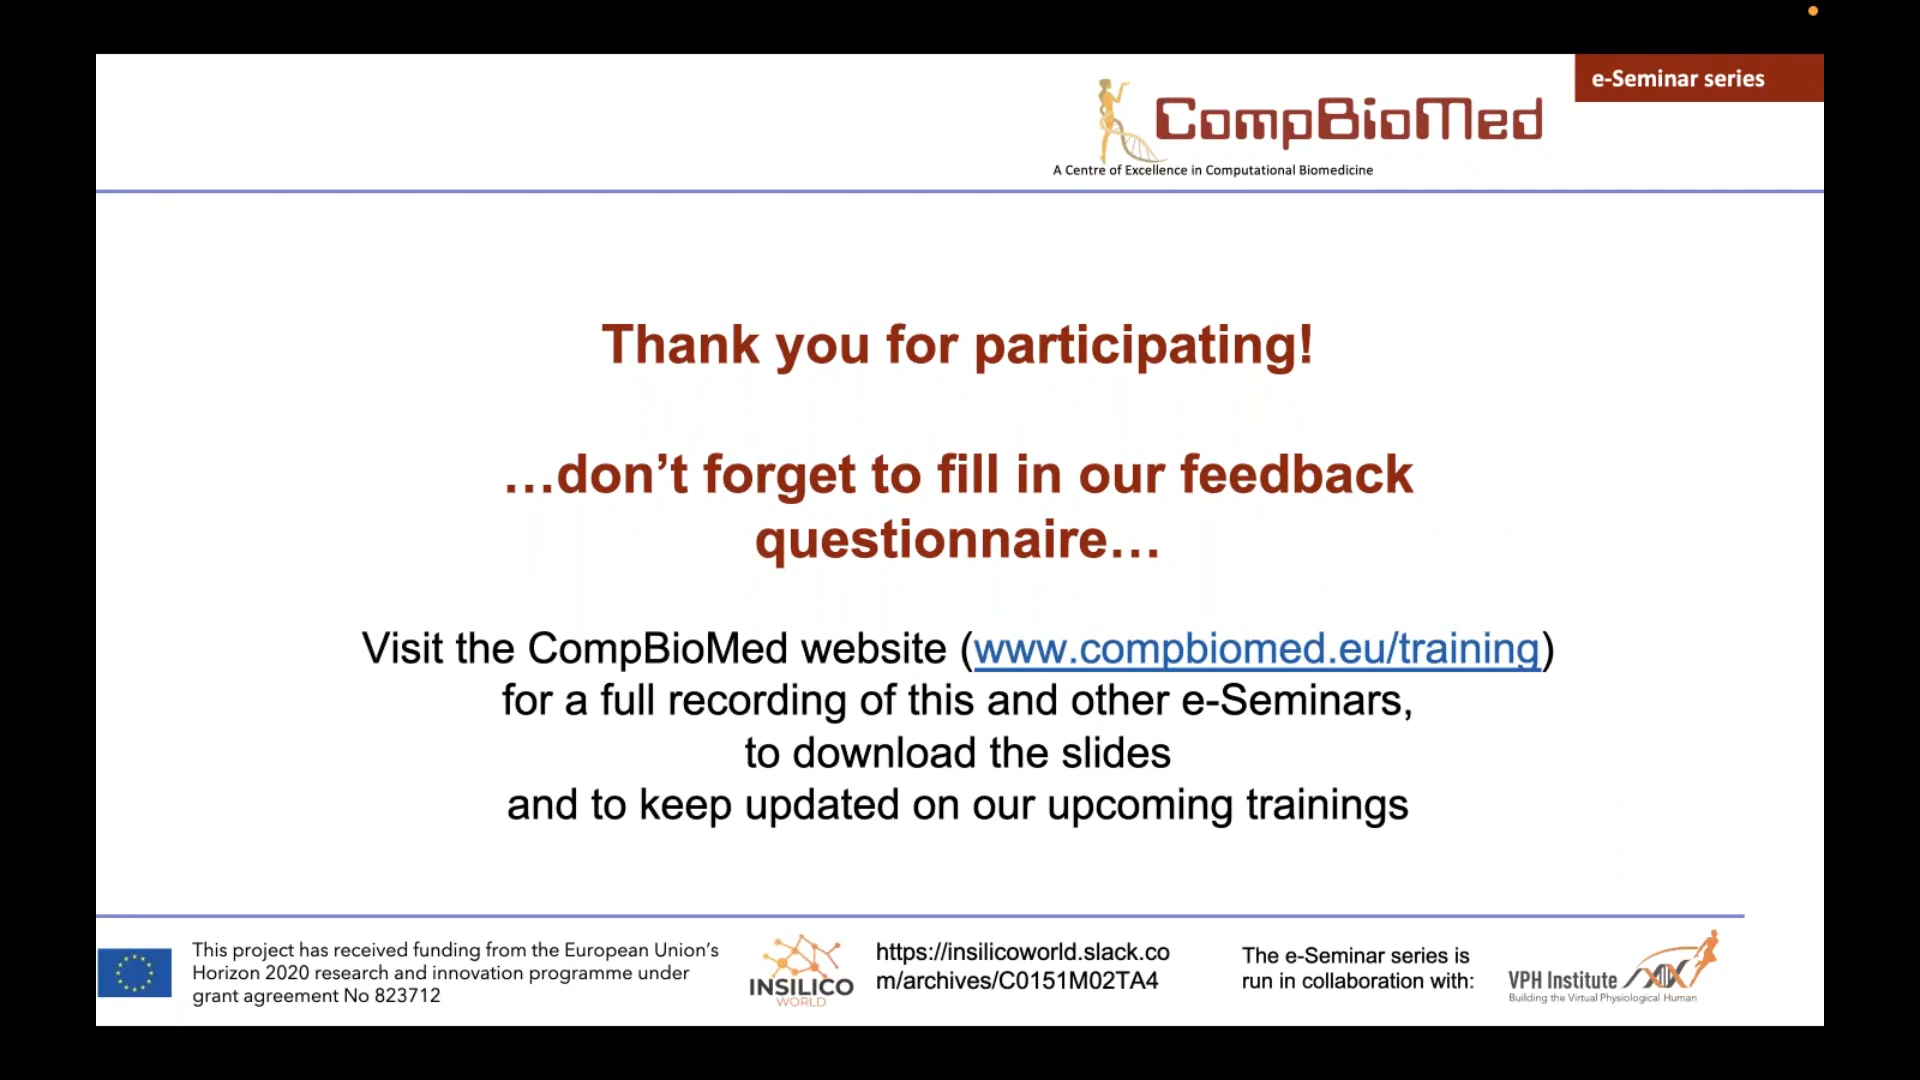 e-Seminar series
CompBioMed
A Centre of Excellence in Computational Biomedicine
Thank you for participating!
…don’t forget to fill in our feedback
questionnaire…
Visit the CompBioMed website (www.compbiomed.eu/training)
for a full recording of this and other e-Seminars,
to download the slides
and to keep updated on our upcoming trainings
This project has received funding from the European Union’s
Horizon 2020 research and innovation programme under
grant agreement No 823712
INSILICO
WORLD
https://insilicoworld.slack.co
m/archives/C0151M02TA4
The e-Seminar series is
run in collaboration with:
VPH Institute
Building the Virtual Physiological Human